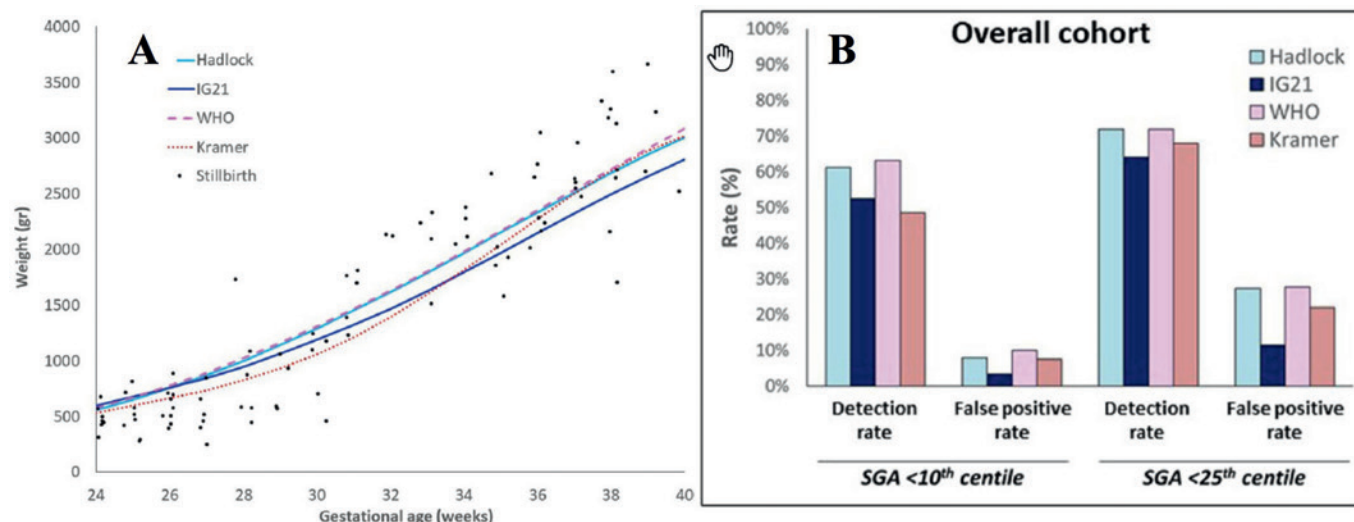 A
Hadlock
IG21
WHO
Kramer
Stillbirth
4000
3500
3000
2500
2000
1500
1000
500
0
Weight (gr)
24 26 28 30 32 34 36 38 40
Gestational age (weeks)
Overall cohort
B
Hadlock
IG21
WHO
Kramer
100%
90%
80%
70%
60%
50%
40%
30%
20%
10%
0%
Rate (%)
Detection False positive Detection False positive
rate rate rate rate
SGA <10th centile SGA <25th centile